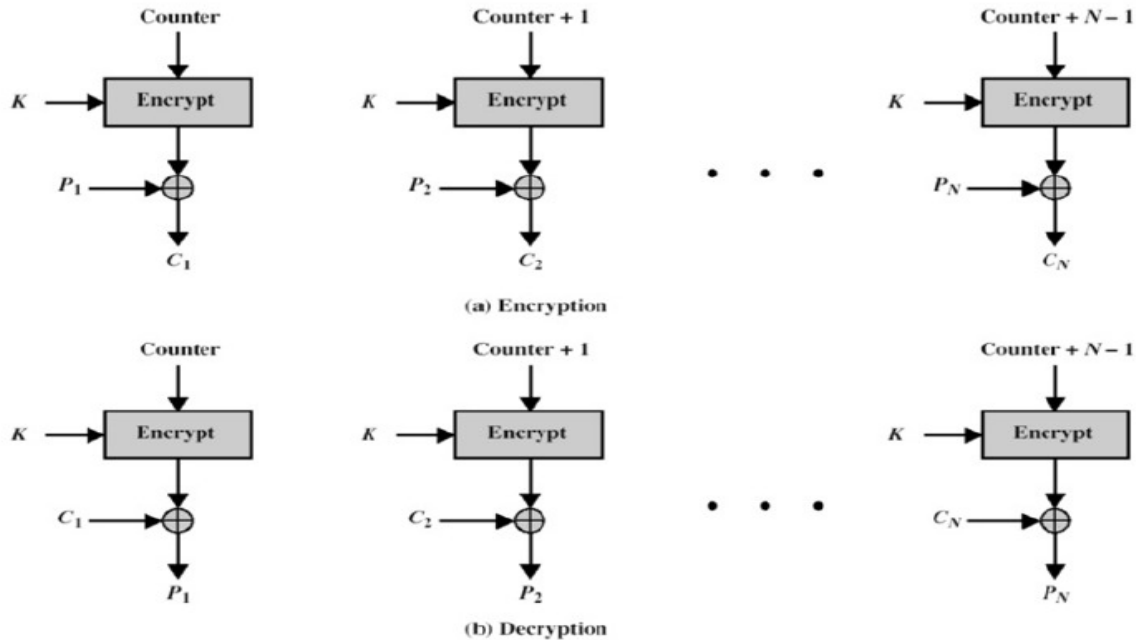 Counter Counter + 1 Counter + N − 1
K Encrypt K Encrypt K Encrypt
P1 P2 PN
C1 C2 CN
(a) Encryption
Counter Counter + 1 Counter + N − 1
K Encrypt K Encrypt K Encrypt
C1 C2 CN
P1 P2 PN
(b) Decryption